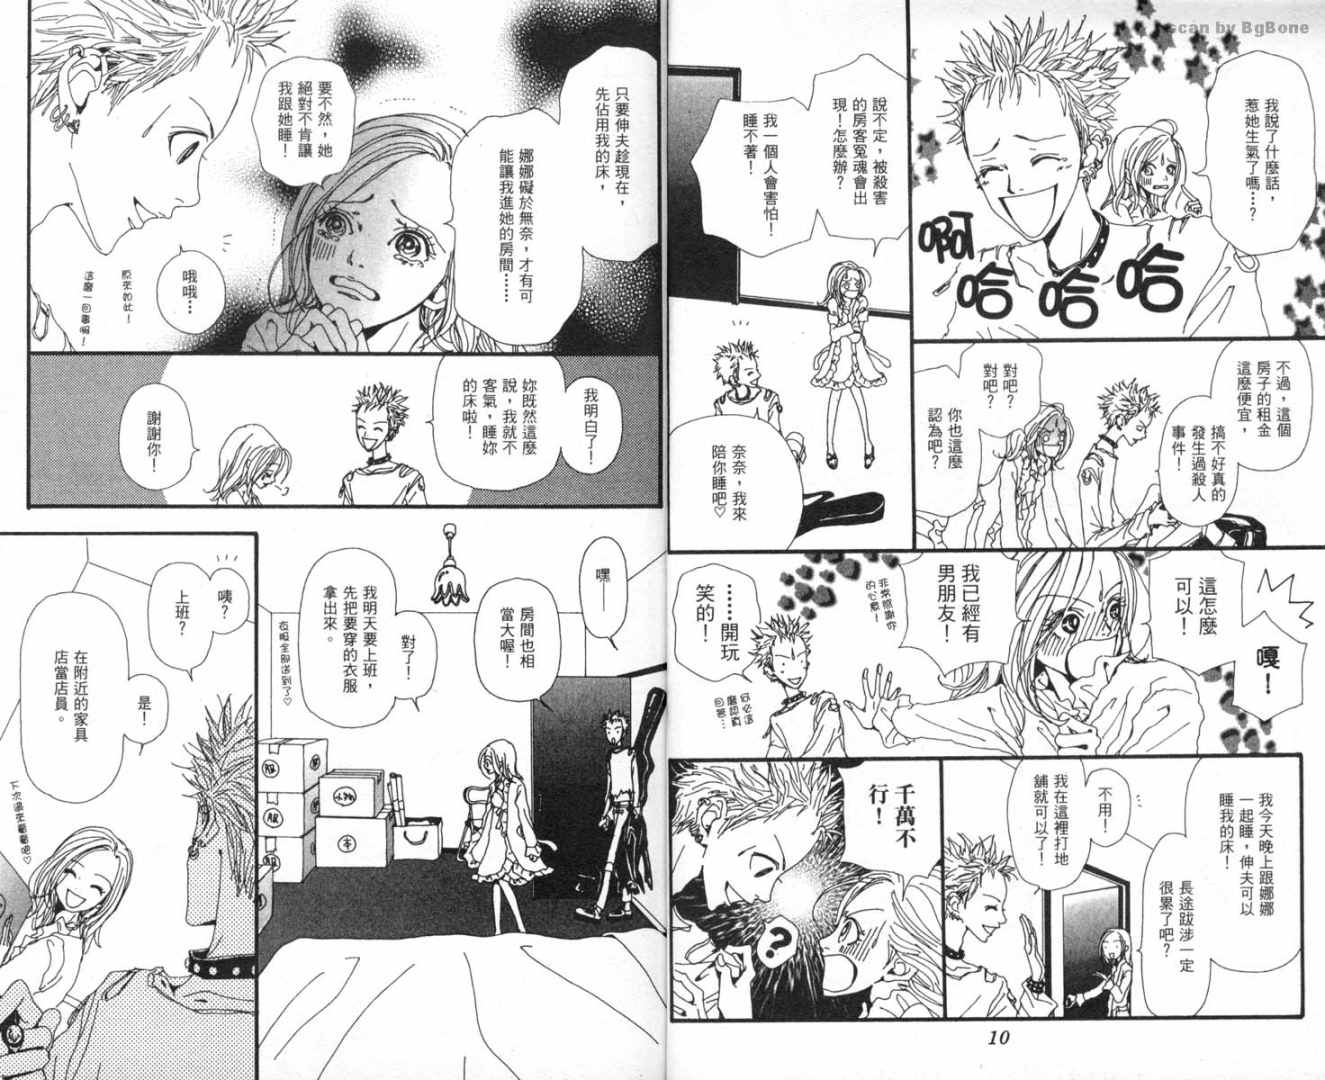 scan by BgBone
我說了什麼話，
惹她生氣了嗎…？
啊
哈
哈
哈
說不定，被殺害
的房客冤魂會出
現！怎麼辦？
我一個人會害怕！
睡不著！
奈奈，我來
陪你睡吧♡
不過，這個
房子的租金
這麼便宜，
搞不好真的
發生過殺人
事件！
對吧？
對吧？
你也這麼
認為吧？
嘎！
這怎麼
可以！
我已經有
男朋友！
非常感謝你
的心意！
……開玩
笑的！
你必這
麼認真
回答…
我今天晚上跟娜娜
一起睡，伸夫可以
睡我的床！
長途跋涉一定
很累了吧？
不用！
我在這裡打地
舖就可以了！
千萬不
行！
？
10
只要伸夫趁現在，
先佔用我的床，
娜娜礙於無奈，才有可
能讓我進她的房間……
要不然，她
絕對不肯讓
我跟她睡！
哦哦…
原來如此！
這麼一回事啊！
我明白了！
妳既然這麼
說，我就不
客氣，睡妳
的床啦！
謝謝你！
嘿——
房間也相
當大喔！
對了！
我明天要上班，
先把要穿的衣服
拿出來。
衣服全部送到了♡
本
咦？
上班？
是！
在附近的家具
店當店員。
下次過來看看吧♡